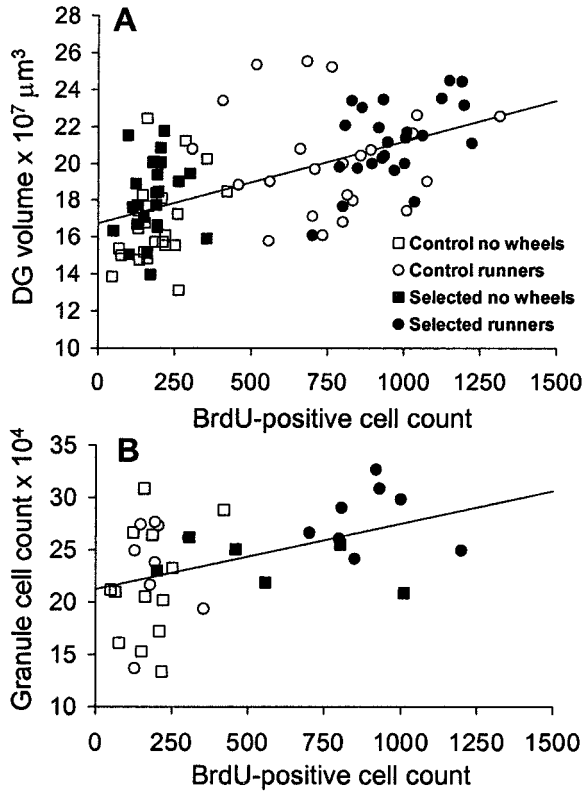 A
DG volume x 10⁷ µm³
28
26
24
22
20
18
16
14
12
10
□ Control no wheels
○ Control runners
■ Selected no wheels
● Selected runners
0 250 500 750 1000 1250 1500
BrdU-positive cell count
B
Granule cell count x 10⁴
35
30
25
20
15
10
0 250 500 750 1000 1250 1500
BrdU-positive cell count